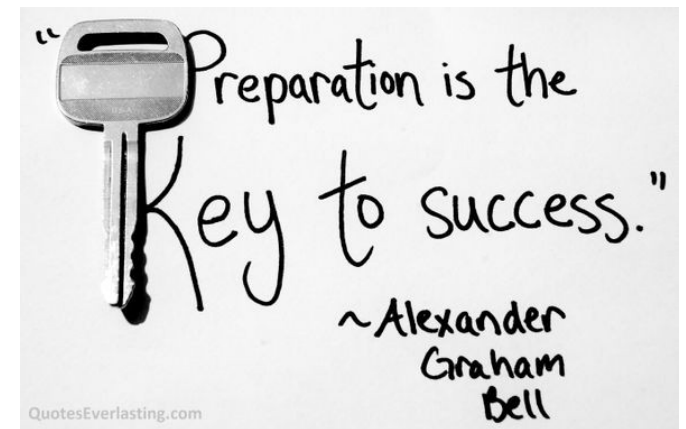 "Preparation is the
Key to success."
~Alexander
Graham
Bell
QuotesEverlasting.com